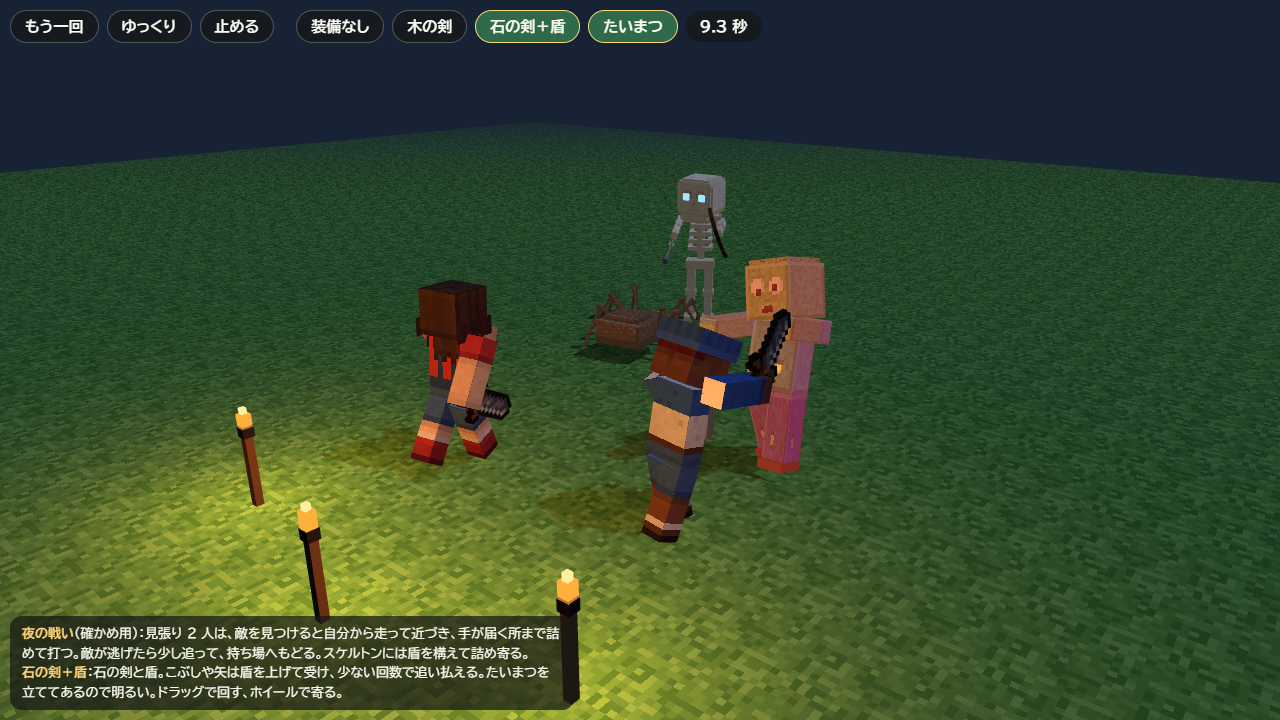 もう一回 ゆっくり 止める 装備なし 木の剣 石の剣＋盾 たいまつ 9.3 秒
夜の戦い（確かめ用）：見張り 2 人は、敵を見つけると自分から走って近づき、手が届く所まで詰
めて打つ。敵が逃げたら少し追って、持ち場へもどる。スケルトンには盾を構えて詰め寄る。
石の剣＋盾：石の剣と盾。こぶしや矢は盾を上げて受け、少ない回数で追い払える。たいまつを
立ててあるので明るい。ドラッグで回す、ホイールで寄る。